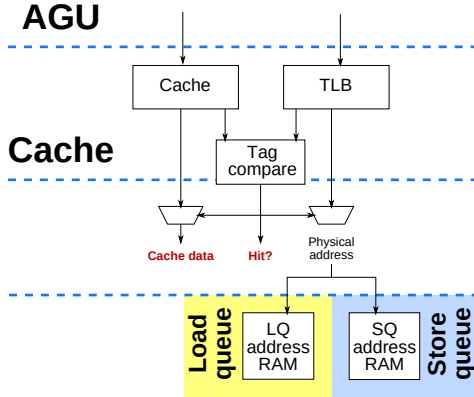 AGU
Cache
TLB
Cache
Tag
compare
Cache data
Hit?
Physical
address
Load
queue
LQ
address
RAM
SQ
address
RAM
Store
queue